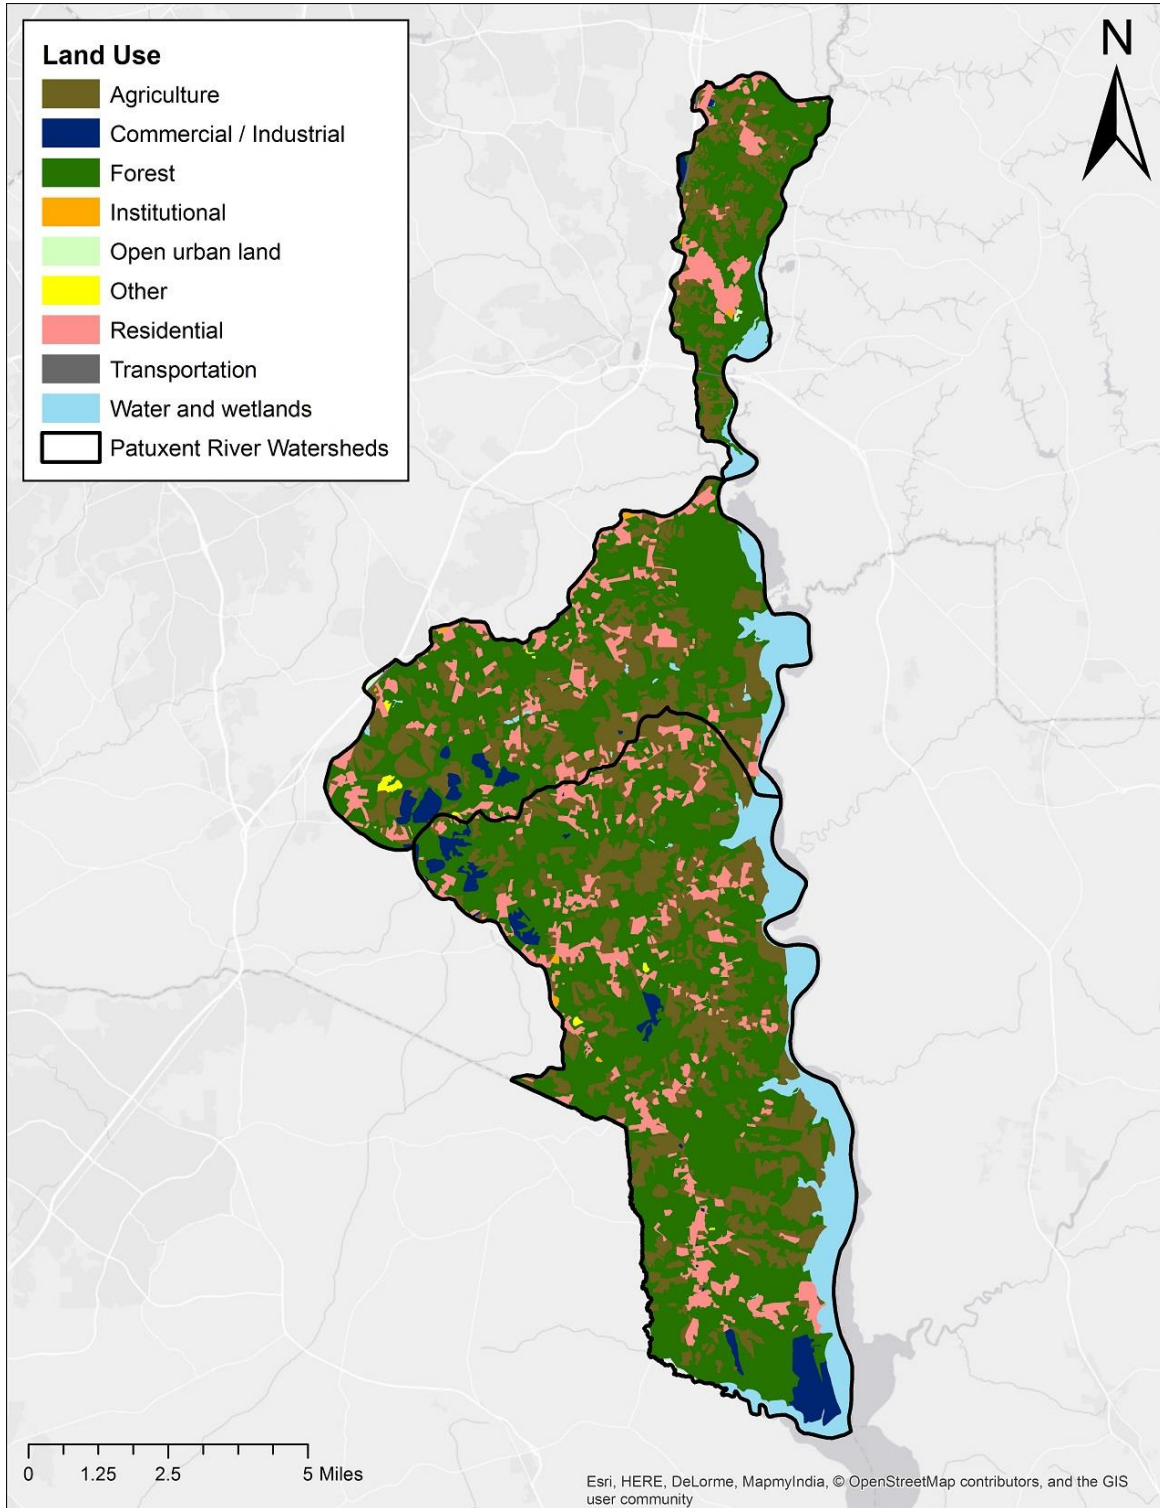 N
Land Use
Agriculture
Commercial / Industrial
Forest
Institutional
Open urban land
Other
Residential
Transportation
Water and wetlands
Patuxent River Watersheds
0 1.25 2.5 5 Miles
Esri, HERE, DeLorme, MapmyIndia, © OpenStreetMap contributors, and the GIS
user community